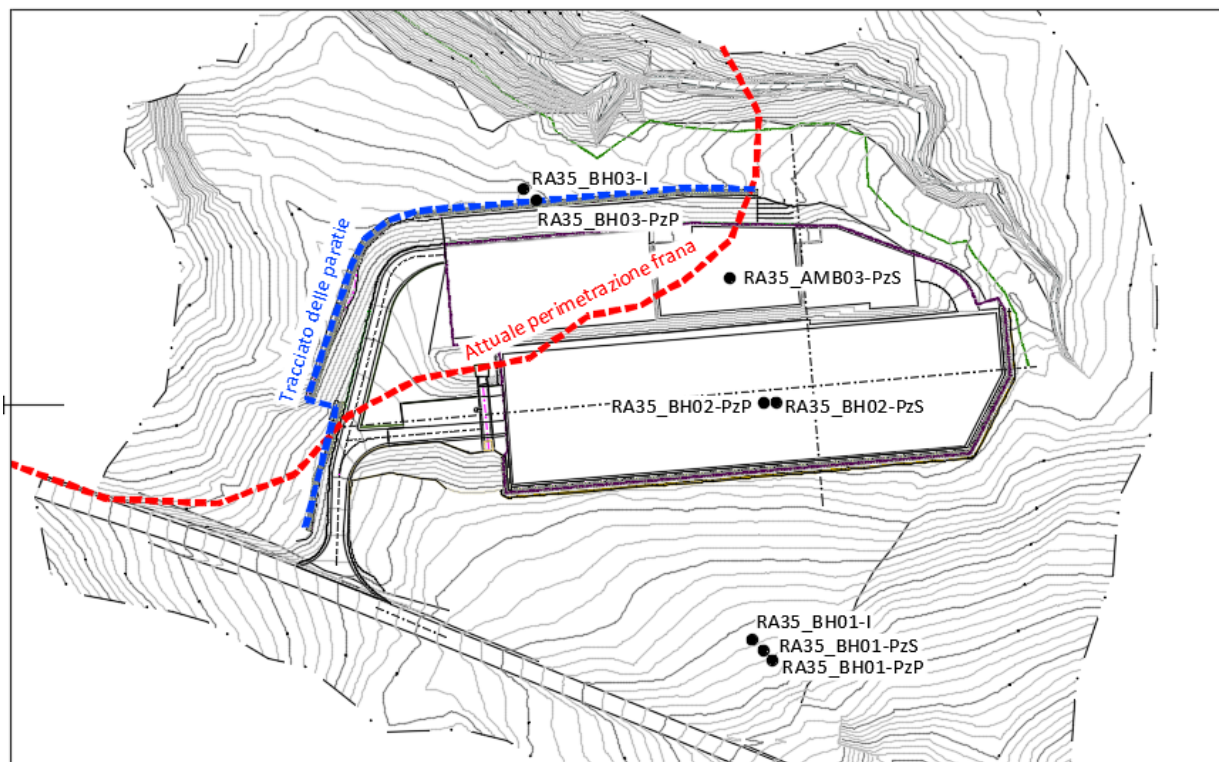 RA35_BH03-I
RA35_BH03-PzP
Tracciato delle paratie
Attuale perimetrazione frana
RA35_AMB03-PzS
RA35_BH02-PzP
RA35_BH02-PzS
RA35_BH01-I
RA35_BH01-PzS
RA35_BH01-PzP